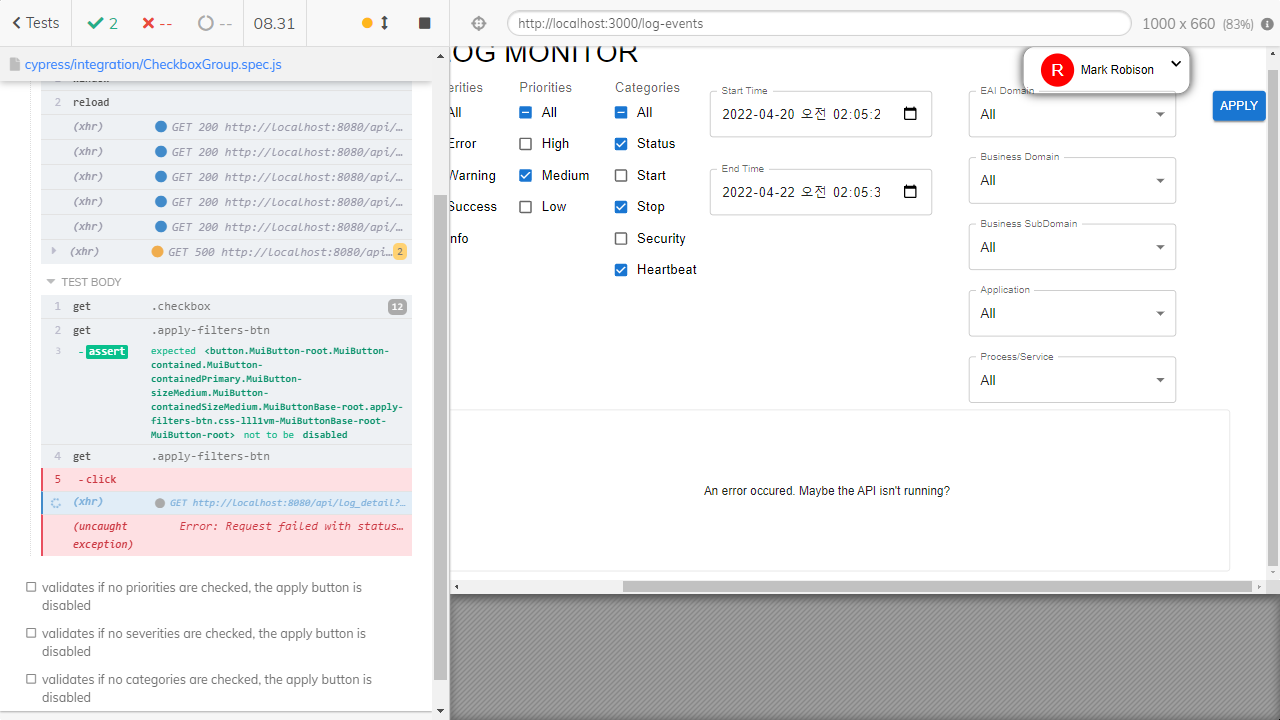 Tests
2
--
--
08.31
http://localhost:3000/log-events
1000 x 660 (83%)
cypress/integration/CheckboxGroup.spec.js
2 reload
(xhr) GET 200 http://localhost:8080/api/…
(xhr) GET 200 http://localhost:8080/api/…
(xhr) GET 200 http://localhost:8080/api/…
(xhr) GET 200 http://localhost:8080/api/…
(xhr) GET 200 http://localhost:8080/api/…
(xhr) GET 500 http://localhost:8080/api… 2
TEST BODY
1 get .checkbox 12
2 get .apply-filters-btn
3 -assert expected <button.MuiButton-root.MuiButton-
contained.MuiButton-
containedPrimary.MuiButton-
sizeMedium.MuiButton-
containedSizeMedium.MuiButtonBase-root.apply-
filters-btn.css-lll1vm-MuiButtonBase-root-
MuiButton-root> not to be disabled
4 get .apply-filters-btn
5 -click
(xhr) GET http://localhost:8080/api/log_detail?…
(uncaught exception) Error: Request failed with status…
validates if no priorities are checked, the apply button is
disabled
validates if no severities are checked, the apply button is
disabled
validates if no categories are checked, the apply button is
disabled
OG MONITOR
R Mark Robison
erities
All
Error
Warning
Success
nfo
Priorities
All
High
Medium
Low
Categories
All
Status
Start
Stop
Security
Heartbeat
Start Time
2022-04-20 오전 02:05:2
End Time
2022-04-22 오전 02:05:3
EAI Domain
All
Business Domain
All
Business SubDomain
All
Application
All
Process/Service
All
APPLY
An error occured. Maybe the API isn't running?